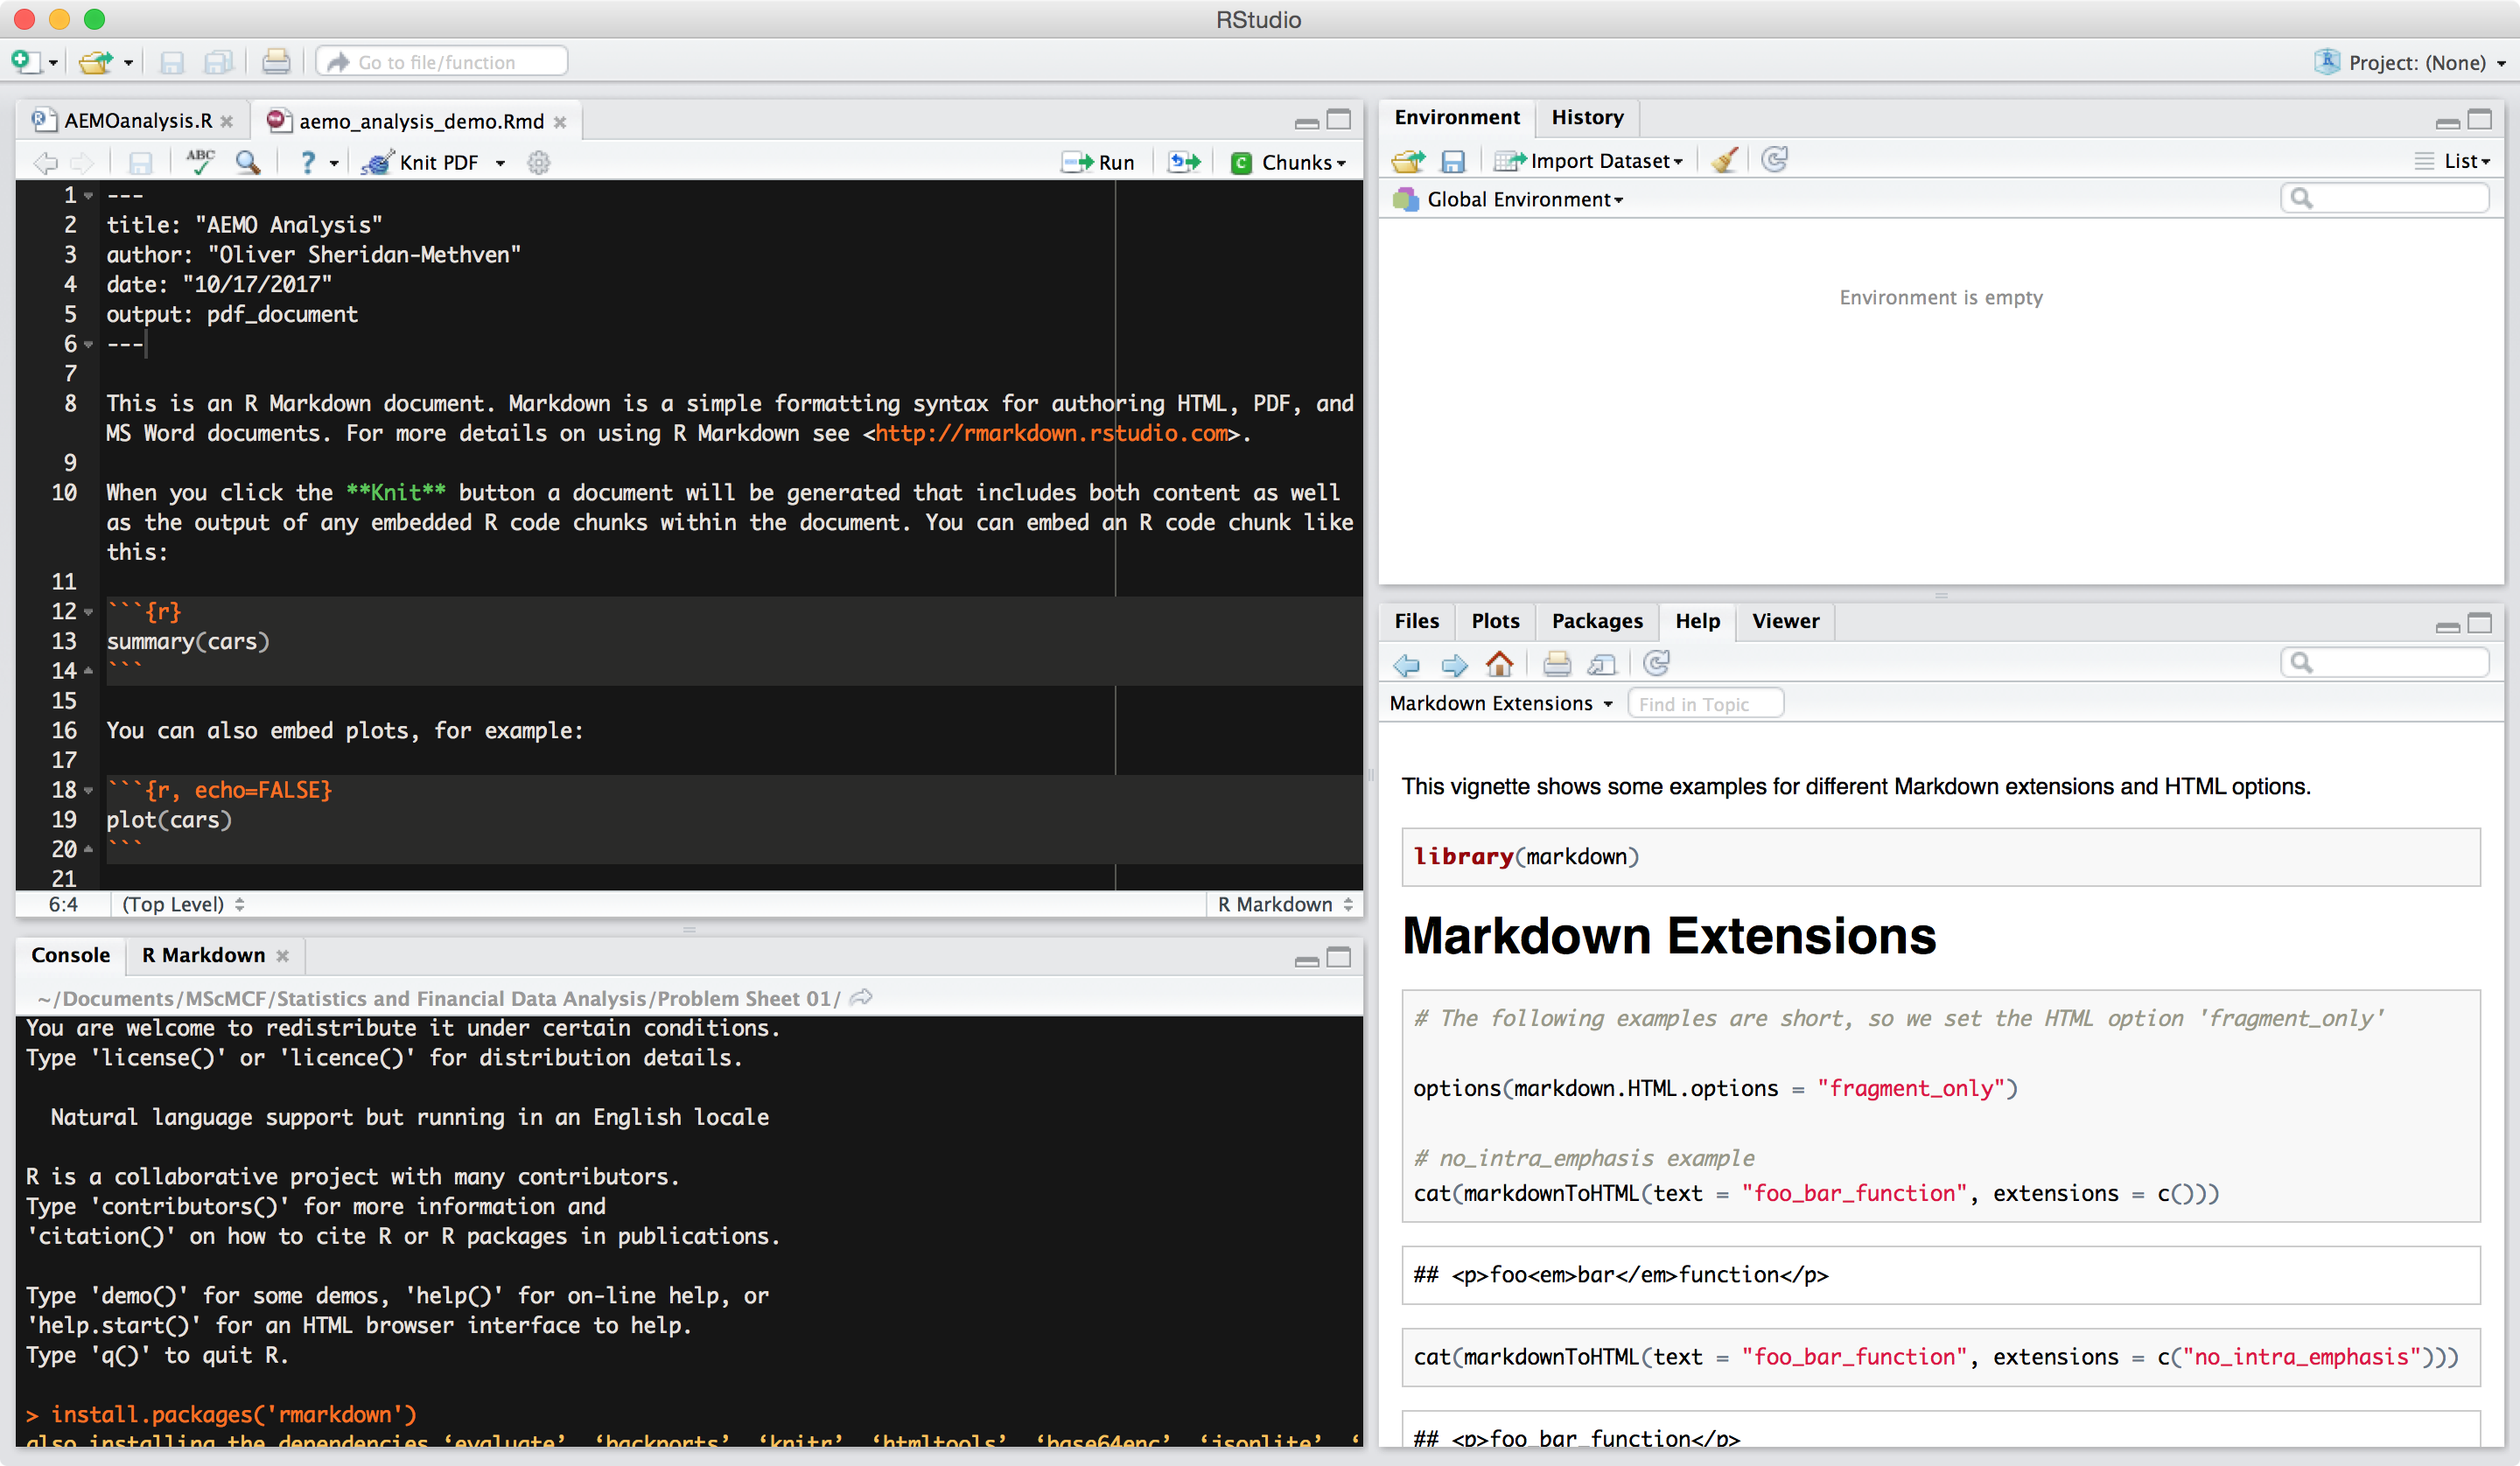 RStudio
Go to file/function
Project: (None)
AEMOanalysis.R
aemo_analysis_demo.Rmd
ABC
?
Knit PDF
Run
C
Chunks
1 ---
2 title: "AEMO Analysis"
3 author: "Oliver Sheridan-Methven"
4 date: "10/17/2017"
5 output: pdf_document
6 ---
7
8 This is an R Markdown document. Markdown is a simple formatting syntax for authoring HTML, PDF, and
MS Word documents. For more details on using R Markdown see <http://rmarkdown.rstudio.com>.
9
10 When you click the **Knit** button a document will be generated that includes both content as well
as the output of any embedded R code chunks within the document. You can embed an R code chunk like
this:
11
12 ```{r}
13 summary(cars)
14 ```
15
16 You can also embed plots, for example:
17
18 ```{r, echo=FALSE}
19 plot(cars)
20 ```
21
6:4 (Top Level)
R Markdown
Console
R Markdown
~/Documents/MScMCF/Statistics and Financial Data Analysis/Problem Sheet 01/
You are welcome to redistribute it under certain conditions.
Type 'license()' or 'licence()' for distribution details.
Natural language support but running in an English locale
R is a collaborative project with many contributors.
Type 'contributors()' for more information and
'citation()' on how to cite R or R packages in publications.
Type 'demo()' for some demos, 'help()' for on-line help, or
'help.start()' for an HTML browser interface to help.
Type 'q()' to quit R.
> install.packages('rmarkdown')
also installing the dependencies ‘evaluate’, ‘backports’, ‘knitr’, ‘htmltools’, ‘base64enc’, ‘jsonlite’, ‘
Environment
History
Import Dataset
List
Global Environment
Environment is empty
Files
Plots
Packages
Help
Viewer
Markdown Extensions
Find in Topic
This vignette shows some examples for different Markdown extensions and HTML options.
library(markdown)
Markdown Extensions
# The following examples are short, so we set the HTML option 'fragment_only'
options(markdown.HTML.options = "fragment_only")
# no_intra_emphasis example
cat(markdownToHTML(text = "foo_bar_function", extensions = c()))
## <p>foo<em>bar</em>function</p>
cat(markdownToHTML(text = "foo_bar_function", extensions = c("no_intra_emphasis")))
## <p>foo_bar_function</p>